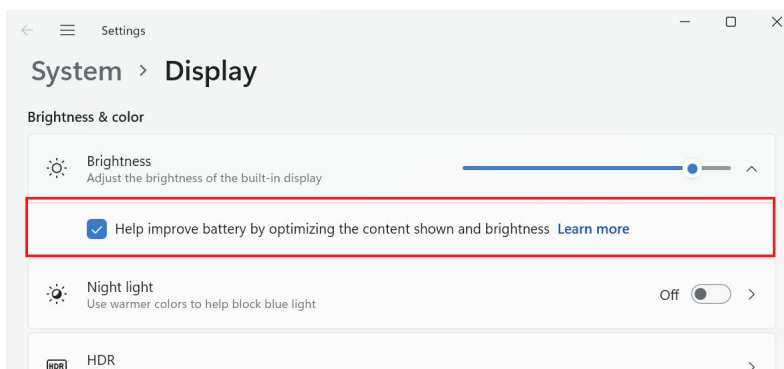 Settings
System > Display
Brightness & color
Brightness
Adjust the brightness of the built-in display
Help improve battery by optimizing the content shown and brightness Learn more
Night light
Use warmer colors to help block blue light
Off
HDR
HDR